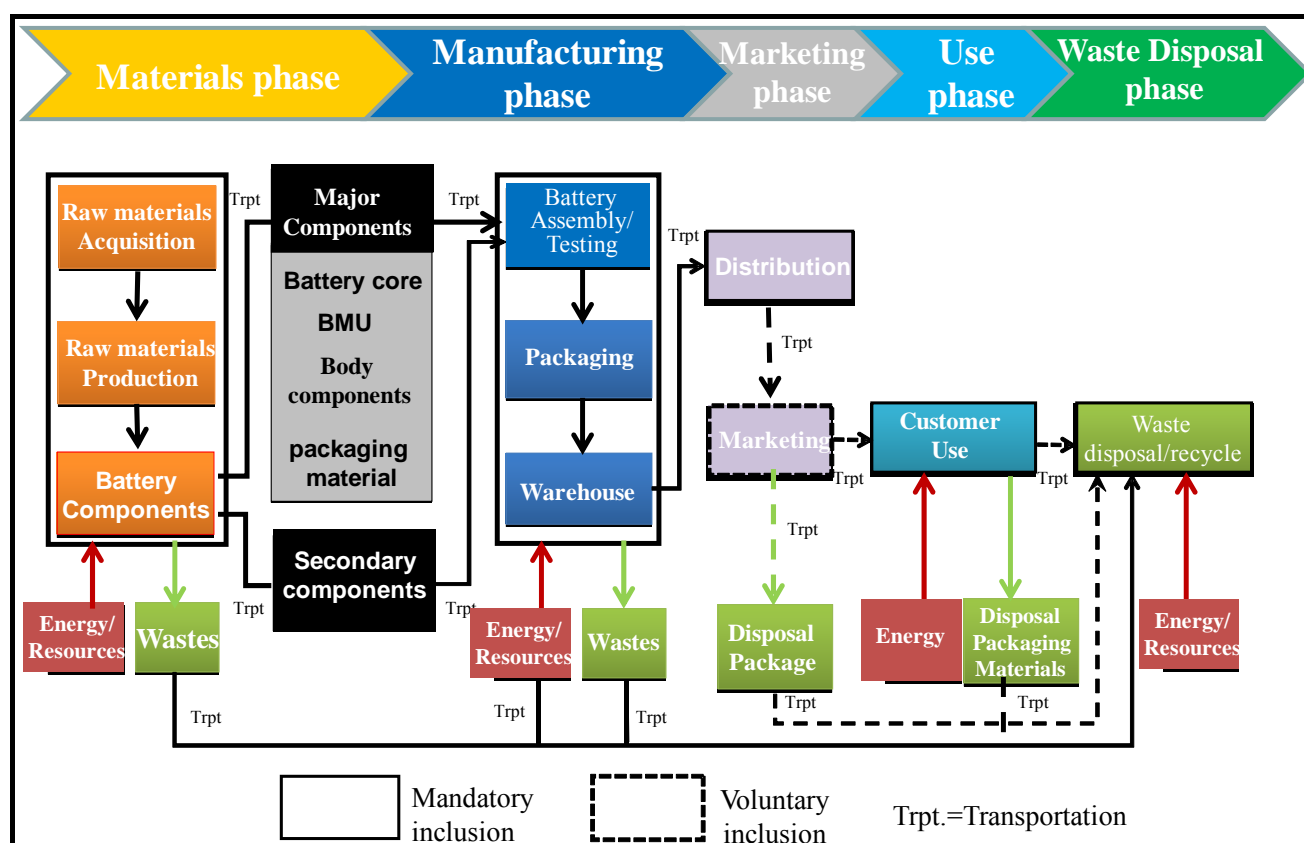 Materials phase
Manufacturing
phase
Marketing
phase
Use
phase
Waste Disposal
phase
Raw materials
Acquisition
Raw materials
Production
Battery
Components
Energy/
Resources
Wastes
Trpt
Trpt
Trpt
Major
Components
Battery core
BMU
Body
components
packaging
material
Secondary
components
Trpt
Trpt
Battery
Assembly/
Testing
Packaging
Warehouse
Energy/
Resources
Wastes
Trpt
Trpt
Trpt
Distribution
Trpt
Marketing
Trpt
Trpt
Disposal
Package
Trpt
Customer
Use
Trpt
Energy
Disposal
Packaging
Materials
Trpt
Waste
disposal/recycle
Energy/
Resources
Mandatory
inclusion
Voluntary
inclusion
Trpt.=Transportation